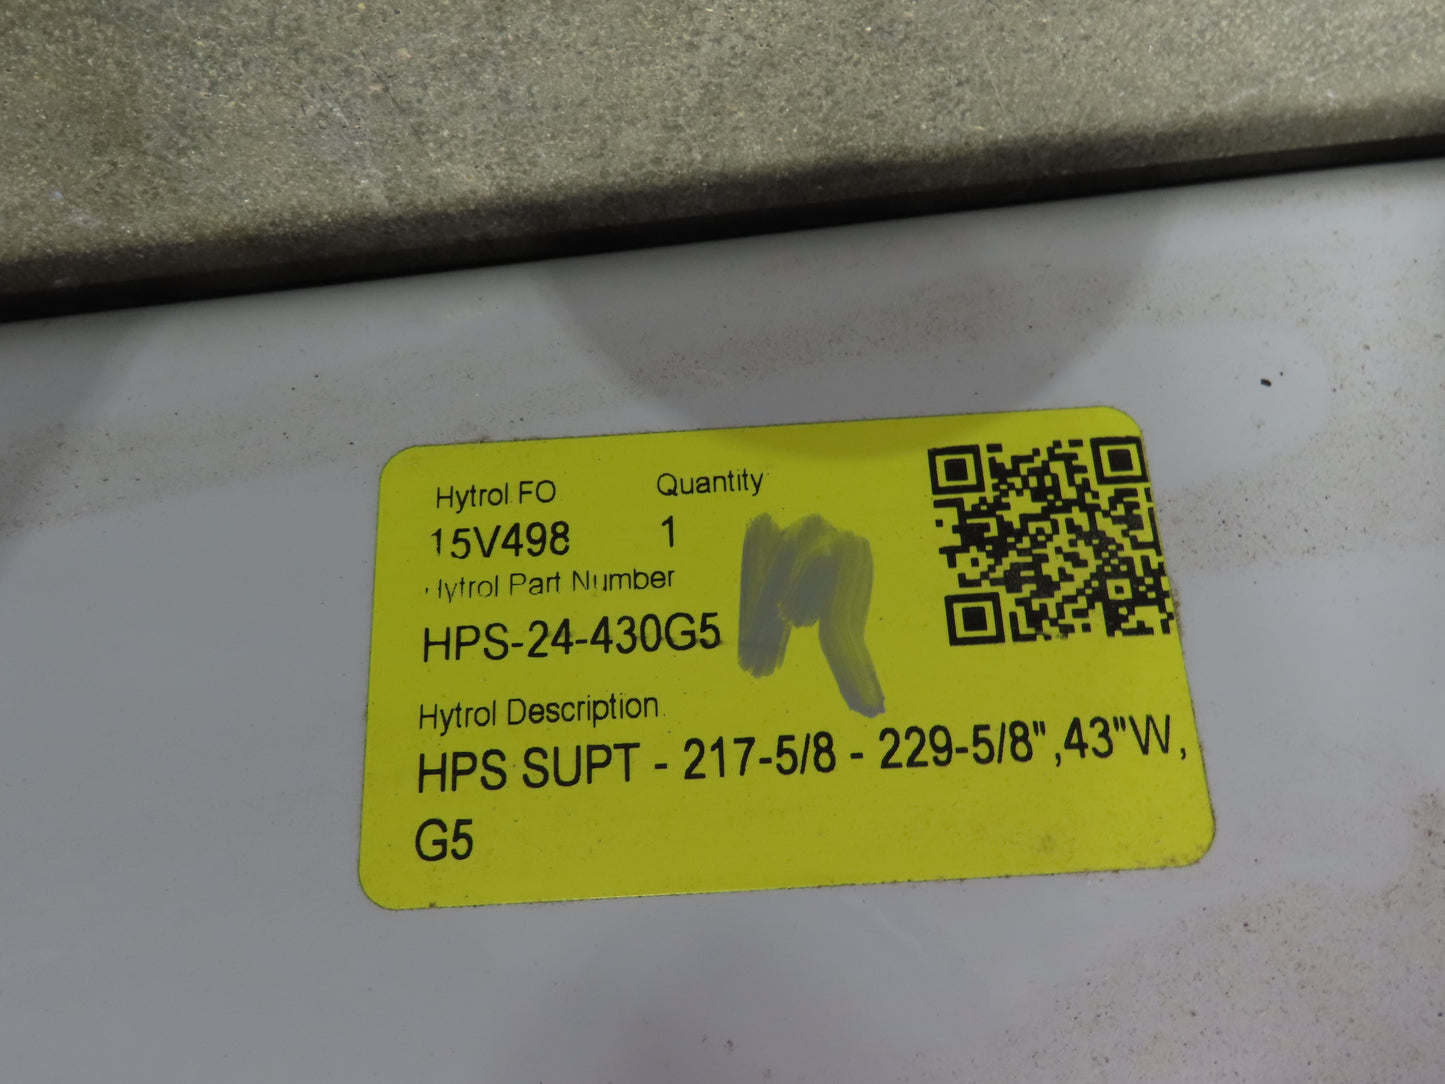 Hytrol FO Quantity
15V498 1
Hytrol Part Number
HPS-24-430G5
Hytrol Description
HPS SUPT - 217-5/8 - 229-5/8",43"W,
G5